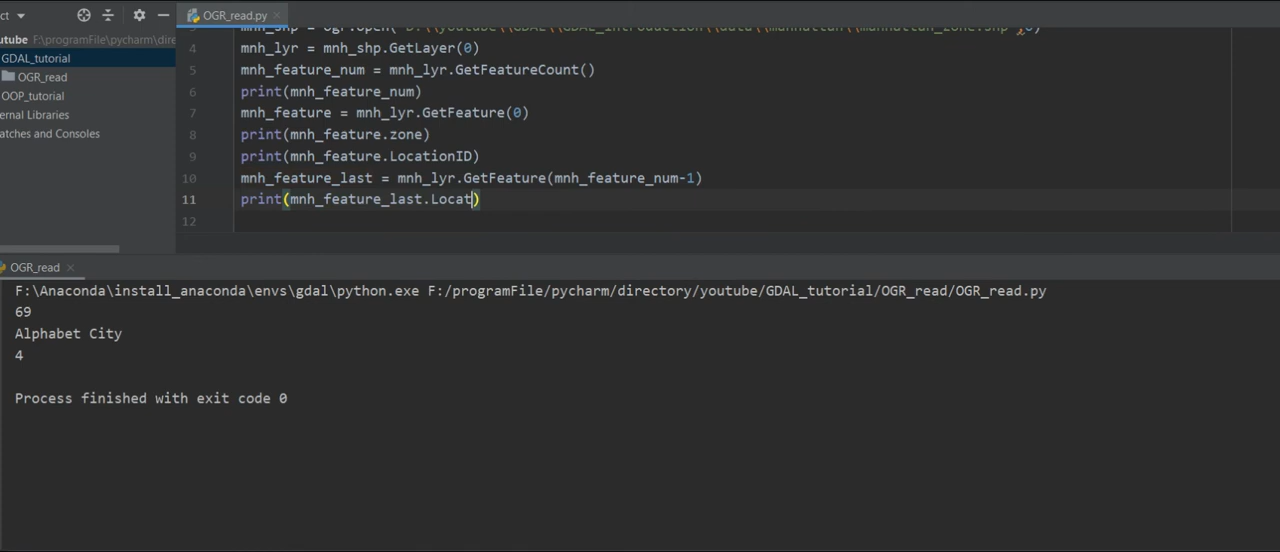 ct
OGR_read.py
utube F:\programFile\pycharm\dire
GDAL_tutorial
OGR_read
OOP_tutorial
ternal Libraries
atches and Consoles
4 mnh_lyr = mnh_shp.GetLayer(0)
5 mnh_feature_num = mnh_lyr.GetFeatureCount()
6 print(mnh_feature_num)
7 mnh_feature = mnh_lyr.GetFeature(0)
8 print(mnh_feature.zone)
9 print(mnh_feature.LocationID)
10 mnh_feature_last = mnh_lyr.GetFeature(mnh_feature_num-1)
11 print(mnh_feature_last.Locat)
12
OGR_read
F:\Anaconda\install_anaconda\envs\gdal\python.exe F:/programFile/pycharm/directory/youtube/GDAL_tutorial/OGR_read/OGR_read.py
69
Alphabet City
4
Process finished with exit code 0